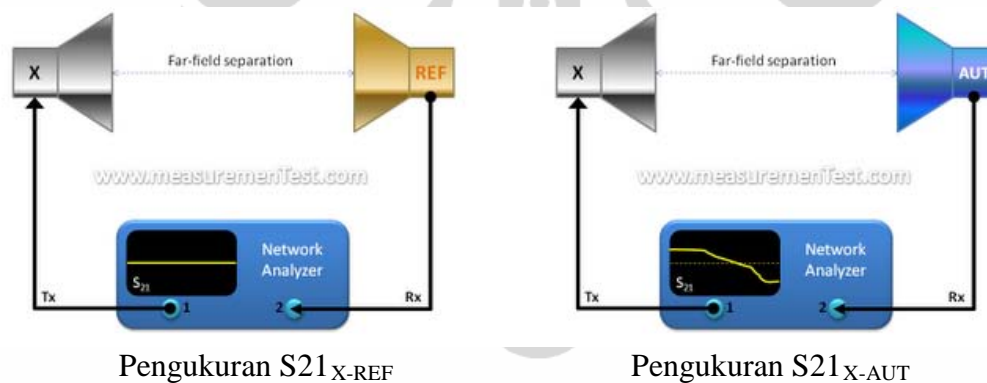 X
Far-field separation
REF
www.measuremenTest.com
S21
Network
Analyzer
Tx
1
2
Rx
Pengukuran S21X-REF
X
Far-field separation
AUT
www.measuremenTest.com
S21
Network
Analyzer
Tx
1
2
Rx
Pengukuran S21X-AUT